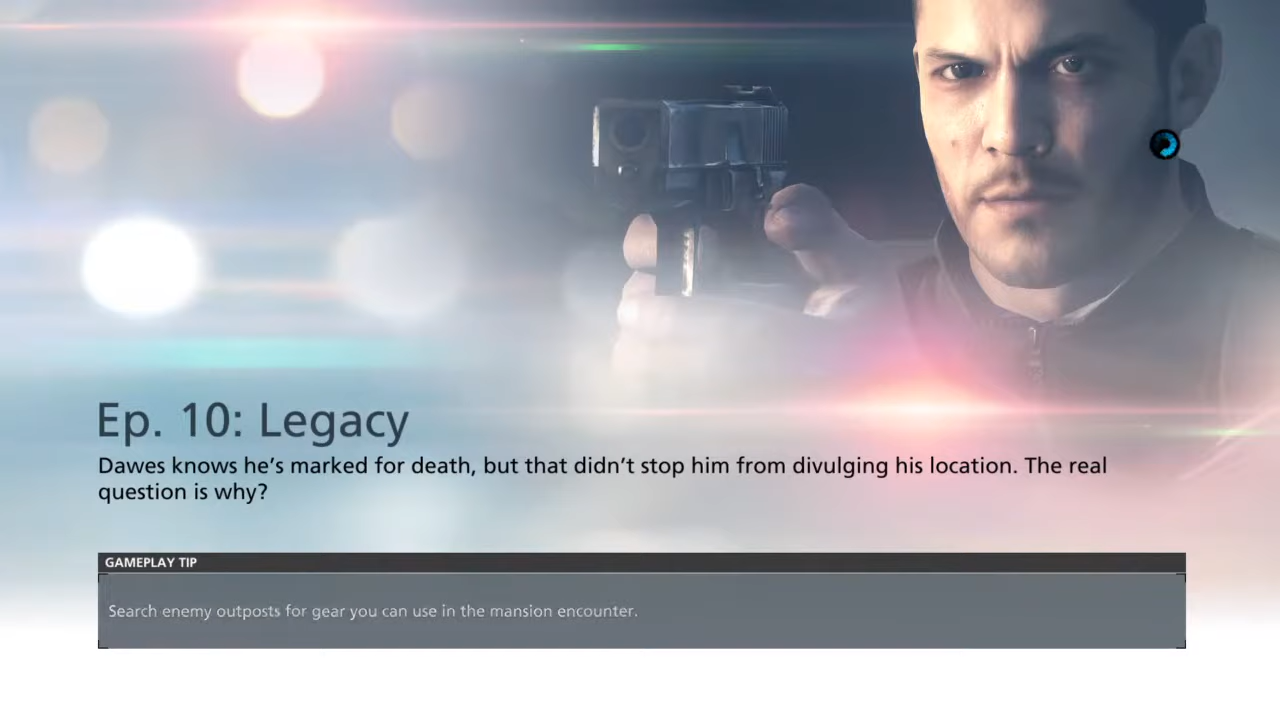 Ep. 10: Legacy
Dawes knows he's marked for death, but that didn't stop him from divulging his location. The real
question is why?
GAMEPLAY TIP
Search enemy outposts for gear you can use in the mansion encounter.